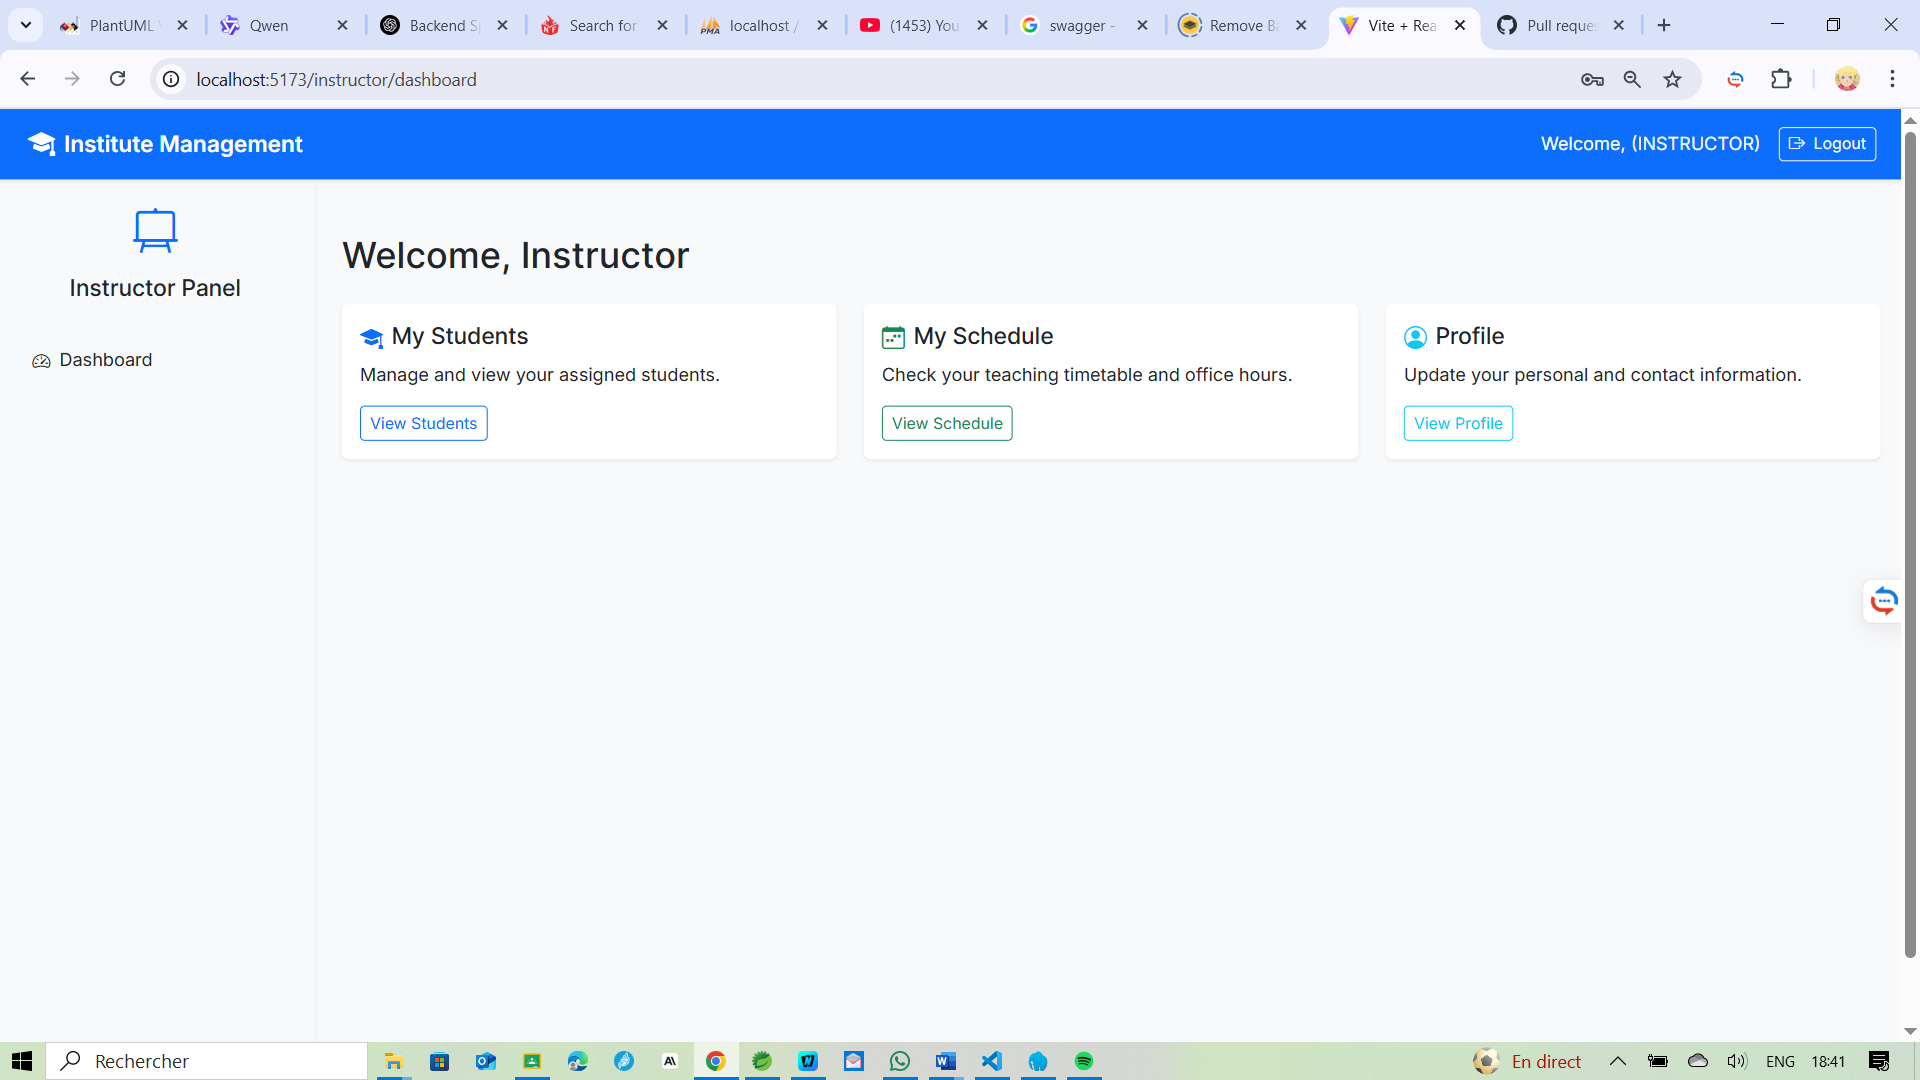 PlantUML
Qwen
Backend Sp
Search for
localhost /
(1453) You
swagger -
Remove Ba
Vite + Rea
Pull reques
localhost:5173/instructor/dashboard
Institute Management
Welcome, (INSTRUCTOR)
Logout
Instructor Panel
Dashboard
Welcome, Instructor
My Students
Manage and view your assigned students.
View Students
My Schedule
Check your teaching timetable and office hours.
View Schedule
Profile
Update your personal and contact information.
View Profile
Rechercher
En direct
ENG
18:41